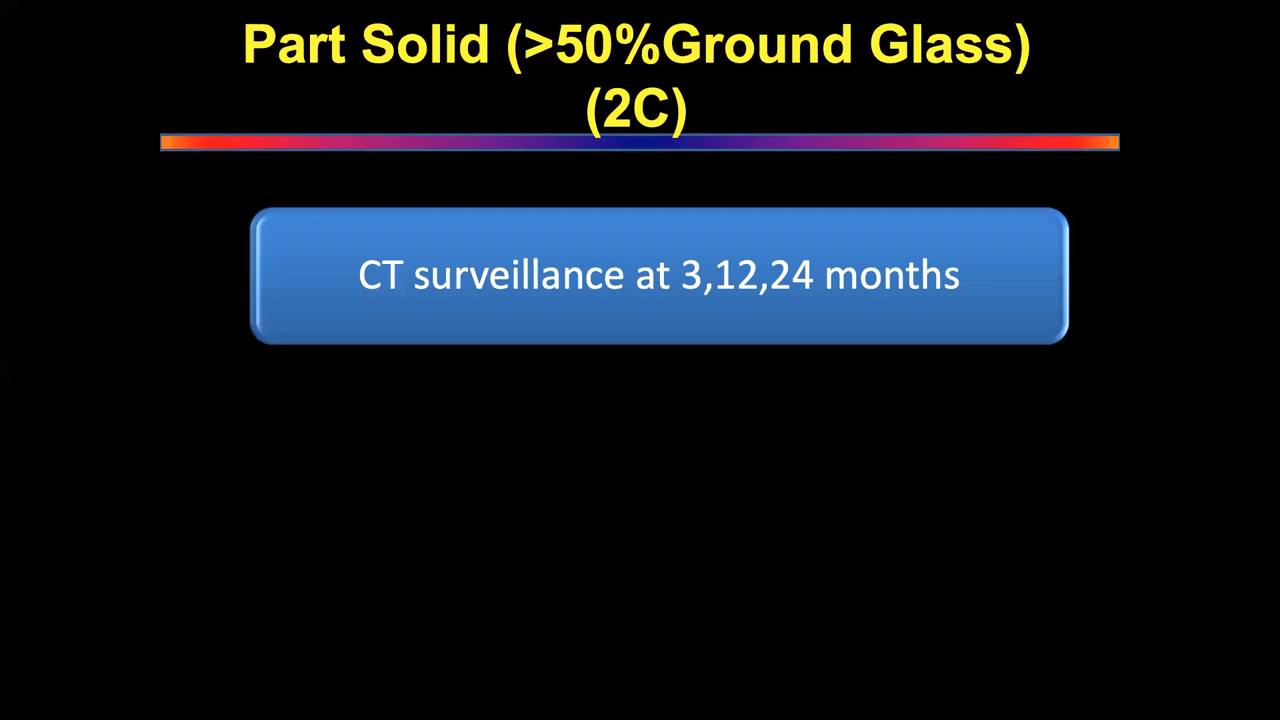 Part Solid (>50%Ground Glass)
(2C)
CT surveillance at 3,12,24 months